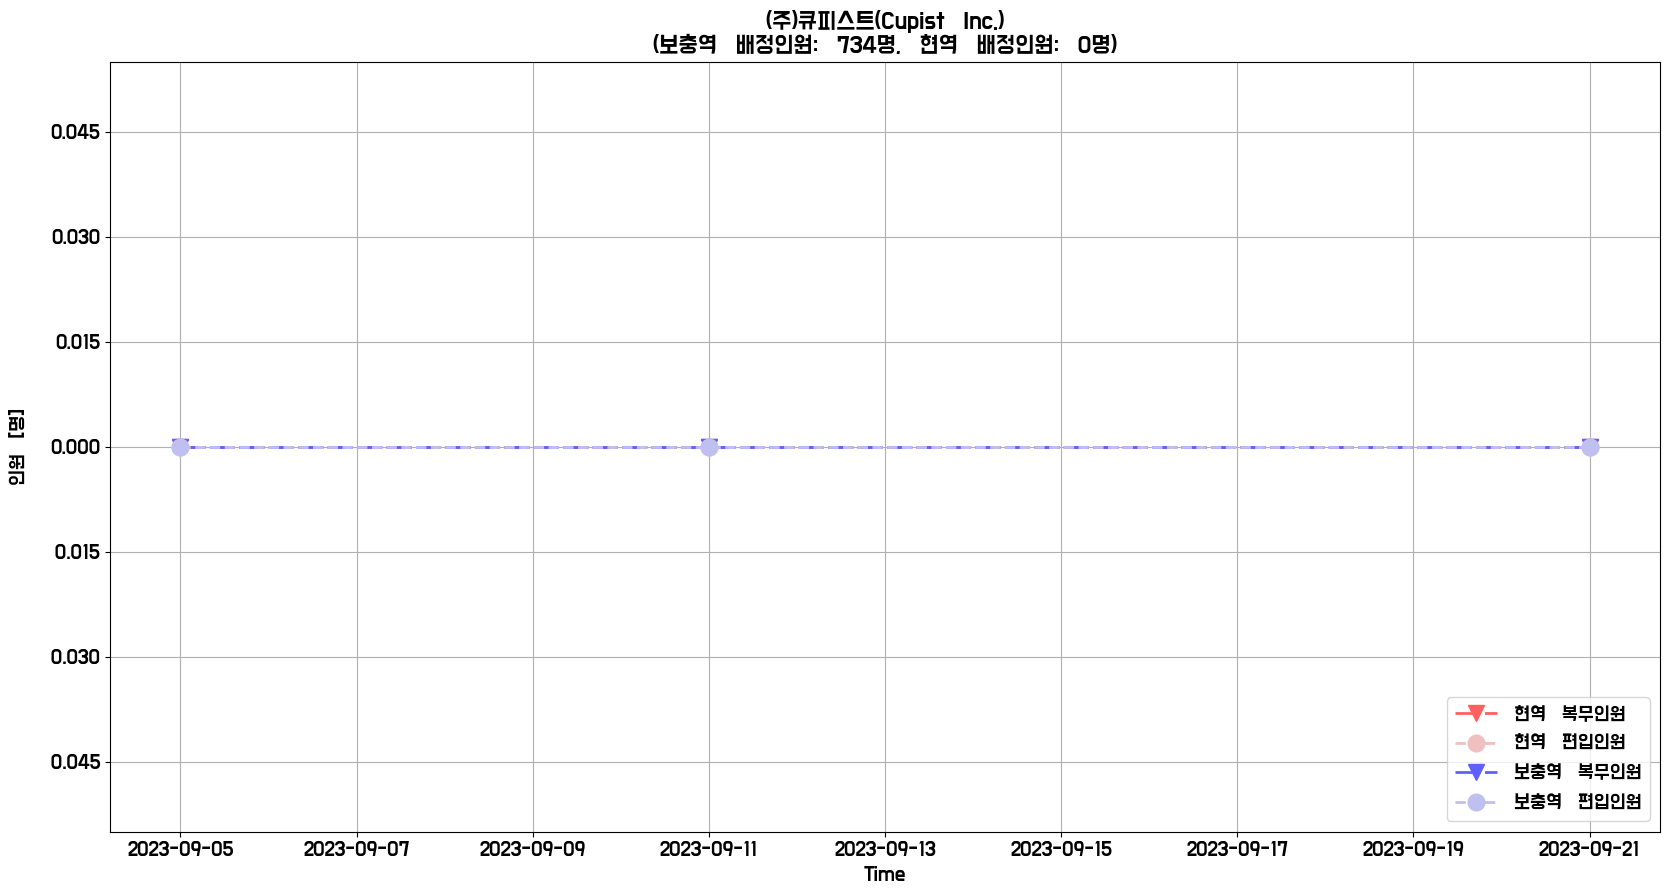 (주)큐피스트(Cupist Inc.)
(보충역 배정인원: 734명, 현역 배정인원: 0명)
인원 [명]
0.045
0.030
0.015
0.000
0.015
0.030
0.045
현역 복무인원
현역 편입인원
보충역 복무인원
보충역 편입인원
2023-09-05 2023-09-07 2023-09-09 2023-09-11 2023-09-13 2023-09-15 2023-09-17 2023-09-19 2023-09-21
Time